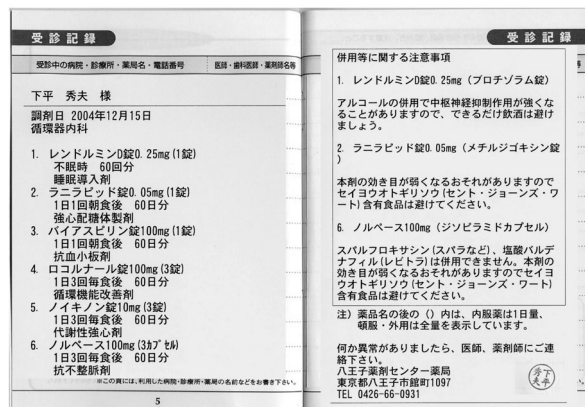 受診記録
受診中の病院・診療所・薬局名・電話番号
医師・歯科医師・薬剤師名等
下平 秀夫 様
調剤日 2004年12月15日
循環器内科
1. レンドルミンD錠0.25mg(1錠)
不眠時 60回分
睡眠導入剤
2. ラニラピッド錠0.05mg(1錠)
1日1回朝食後 60日分
強心配糖体製剤
3. バイアスピリン錠100mg(1錠)
1日1回朝食後 60日分
抗血小板剤
4. ロコルナール錠100mg(3錠)
1日3回毎食後 60日分
循環機能改善剤
5. ノイキノン錠10mg(3錠)
1日3回毎食後 60日分
代謝性強心剤
6. ノルペース100mg(3カプセル)
1日3回毎食後 60日分
抗不整脈剤
※この頁には、利用した病院・診療所・薬局の名前などをお書き下さい。
5
受診記録
併用等に関する注意事項
1. レンドルミンD錠0.25mg(ブロチゾラム錠)
アルコールの併用で中枢神経抑制作用が強くな
ることがありますので、できるだけ飲酒は避け
ましょう。
2. ラニラピッド錠0.05mg(メチルジゴキシン錠
)
本剤の効き目が弱くなるおそれがありますので
セイヨウオトギリソウ(セント・ジョーンズ・ワ
ート)含有食品は避けてください。
6. ノルペース100mg(ジソピラミドカプセル)
スパルフロキサシン(スパラなど)、塩酸バルデ
ナフィル(レビトラ)は併用できません。本剤の
効き目が弱くなるおそれがありますのでセイヨ
ウオトギリソウ(セント・ジョーンズ・ワート)
含有食品は避けてください。
注)薬品名の後の()内は、内服薬は1日量、
頓服・外用は全量を表示しています。
何か異常がありましたら、医師、薬剤師にご連
絡下さい。
八王子薬剤センター薬局
東京都八王子市館町1097
TEL 0426-66-0931
下平
秀夫